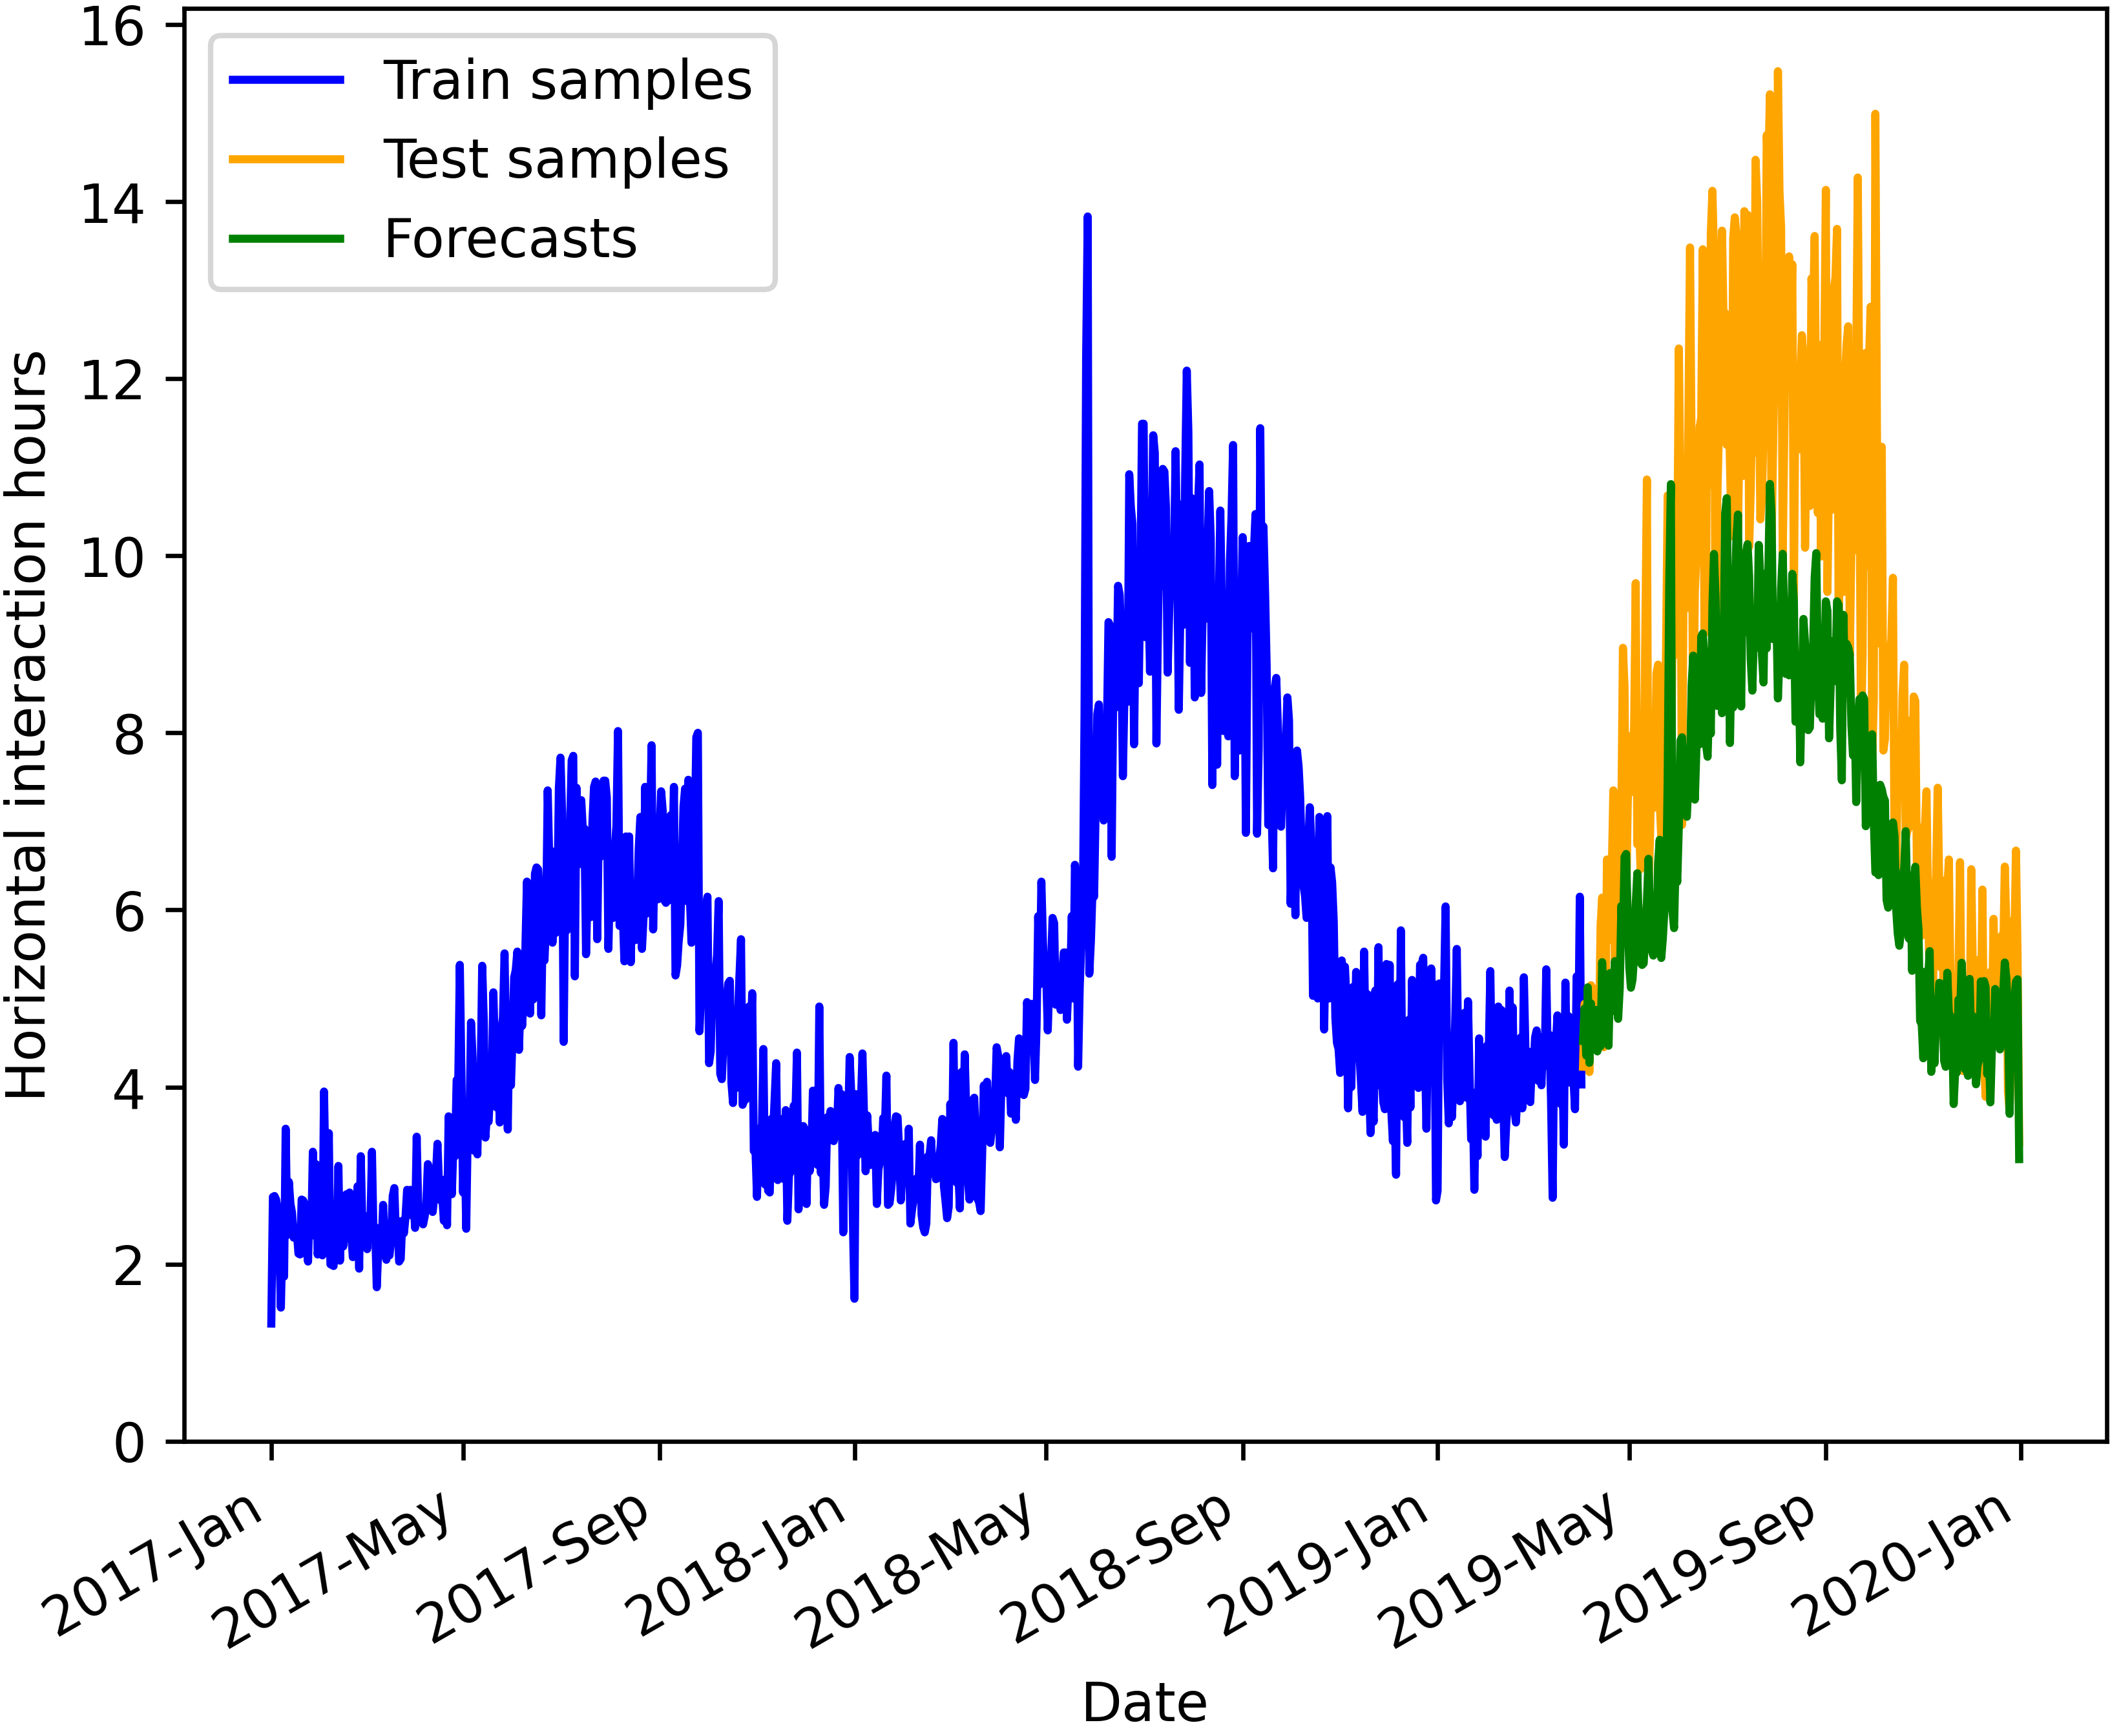 16
14
12
10
8
6
4
2
0
Horizontal interaction hours
Train samples
Test samples
Forecasts
2017-Jan
2017-May
2017-Sep
2018-Jan
2018-May
2018-Sep
2019-Jan
2019-May
2019-Sep
2020-Jan
Date